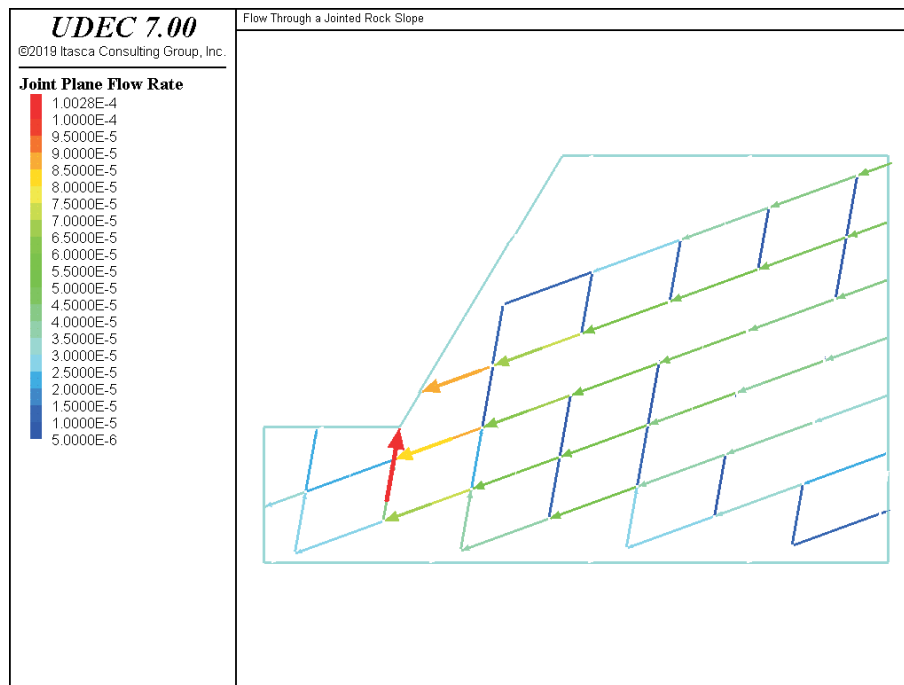 UDEC 7.00
©2019 Itasca Consulting Group, Inc.
Joint Plane Flow Rate
1.0028E-4
1.0000E-4
9.5000E-5
9.0000E-5
8.5000E-5
8.0000E-5
7.5000E-5
7.0000E-5
6.5000E-5
6.0000E-5
5.5000E-5
5.0000E-5
4.5000E-5
4.0000E-5
3.5000E-5
3.0000E-5
2.5000E-5
2.0000E-5
1.5000E-5
1.0000E-5
5.0000E-6
Flow Through a Jointed Rock Slope